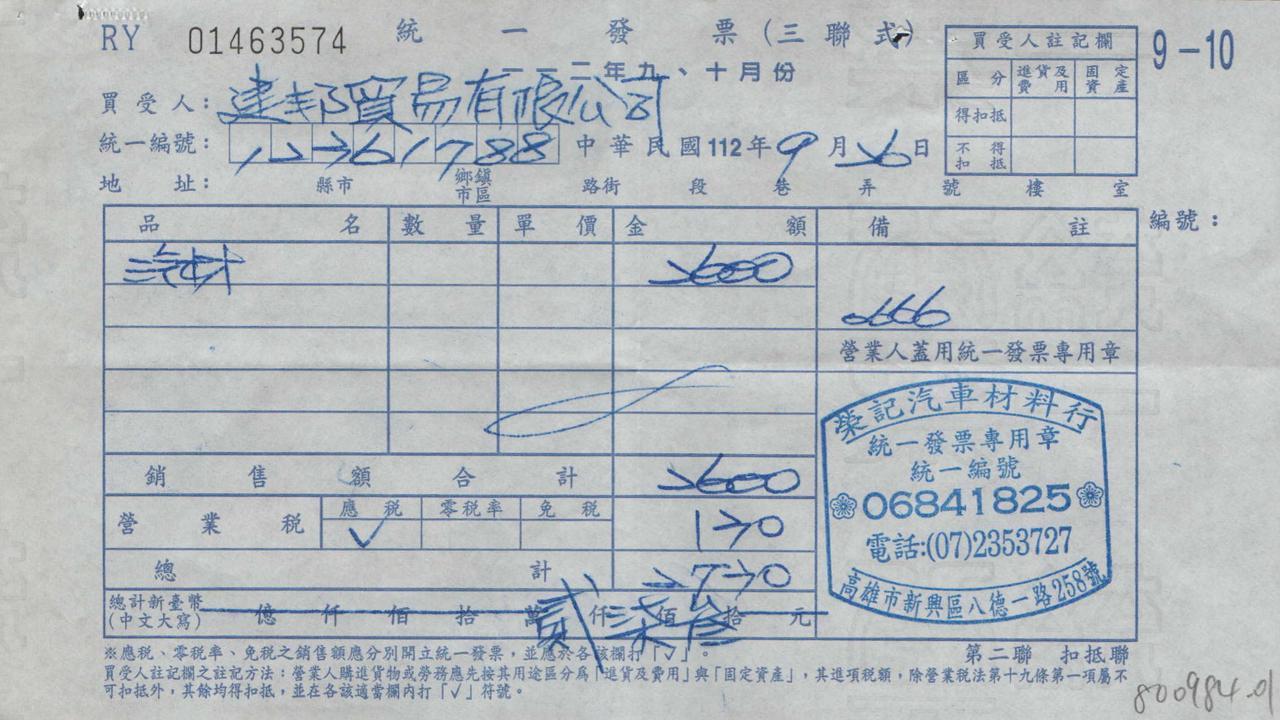 RY 01463574 統一發票(三聯式) 9-10
一一二年九、十月份
買受人: 建邦貿易有限公司
統一編號: 12361788 中華民國112年9月26日
地址: 縣市 鄉鎮市區 路街 段 巷 弄 號 樓 室
買受人註記欄
區分 進貨及費用 固定資產
得扣抵
不得扣抵
品名 數量 單價 金額 備註 編號:
汽材 2600
營業人蓋用統一發票專用章
榮記汽車材料行
統一發票專用章
統一編號
06841825
電話:(07)2353727
高雄市新興區八德一路258號
銷售額合計 2600
營業稅 應稅 零稅率 免稅 130
√
總計 2730
總計新臺幣(中文大寫) 億 仟 佰 拾 萬 貳仟 柒佰 參拾 元
※應稅、零稅率、免稅之銷售額應分別開立統一發票,並應於各該欄打「√」。
第二聯 扣抵聯
買受人註記欄之註記方法:營業人購進貨物或勞務應先按其用途區分為「進貨及費用」與「固定資產」,其進項稅額,除營業稅法第十九條第一項屬不
可扣抵外,其餘均得扣抵,並在各該適當欄內打「√」符號。
800984.01